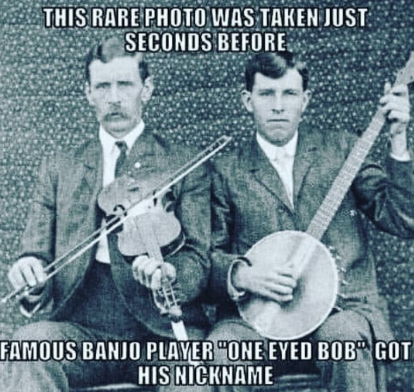 THIS RARE PHOTO WAS TAKEN JUST
SECONDS BEFORE
FAMOUS BANJO PLAYER "ONE EYED BOB" GOT
HIS NICKNAME